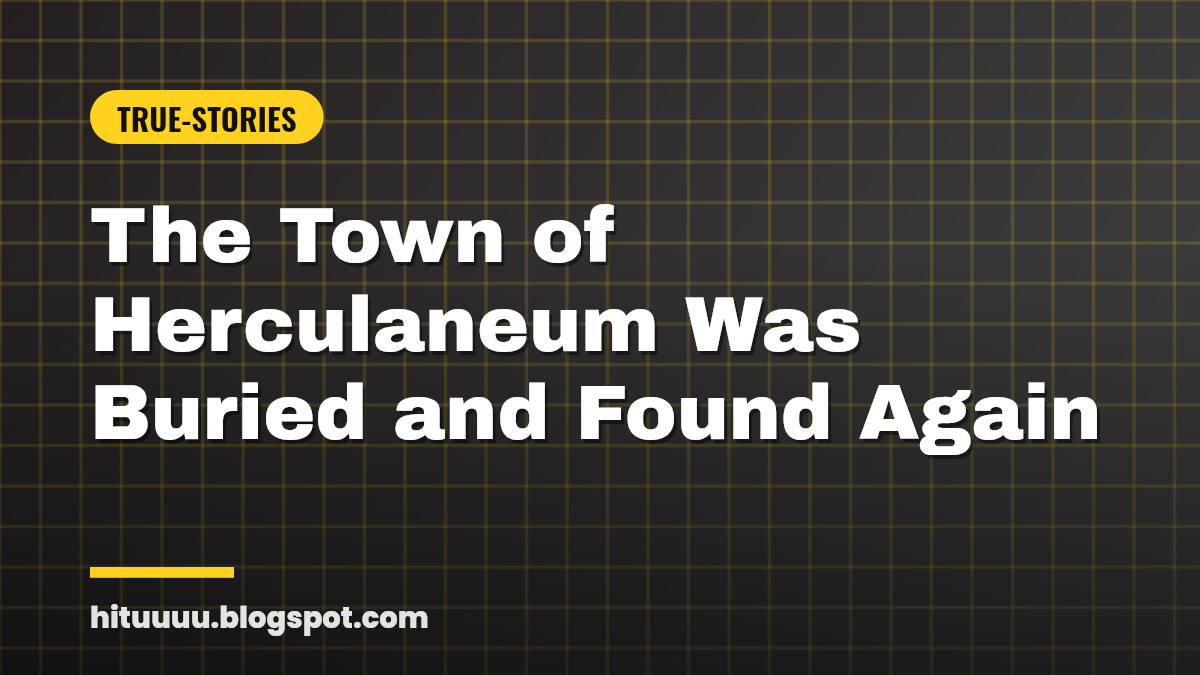 TRUE-STORIES
The Town of
Herculaneum Was
Buried and Found Again
hituuuu.blogspot.com